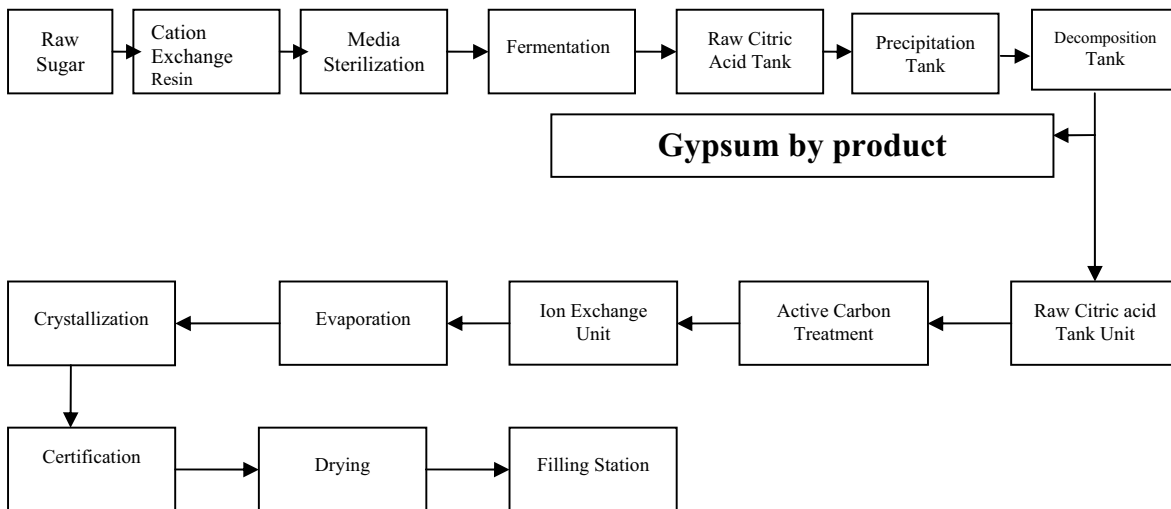 Raw
Sugar
Cation
Exchange
Resin
Media
Sterilization
Fermentation
Raw Citric
Acid Tank
Precipitation
Tank
Decomposition
Tank
Gypsum by product
Crystallization
Evaporation
Ion Exchange
Unit
Active Carbon
Treatment
Raw Citric acid
Tank Unit
Certification
Drying
Filling Station